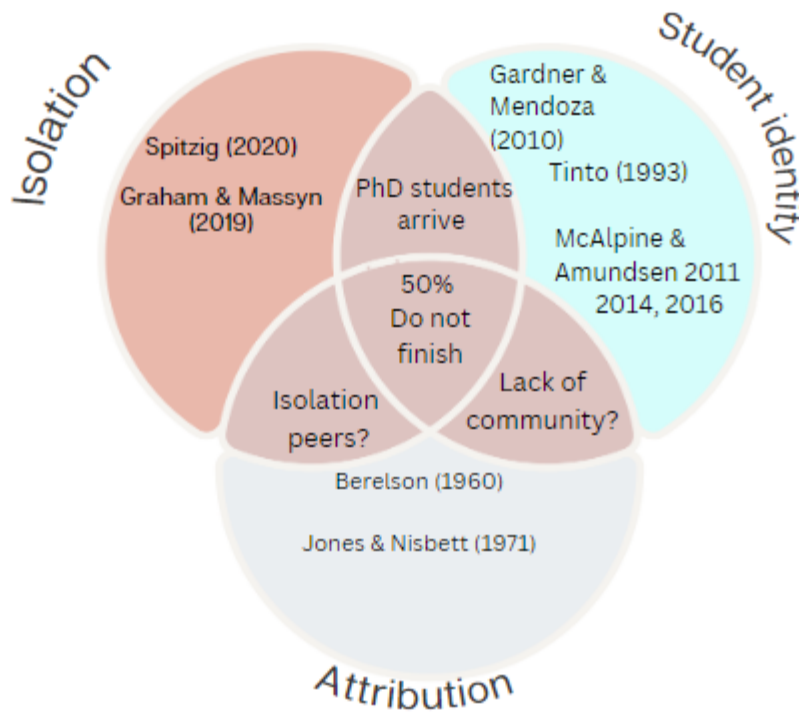 Isolation
Student identity
Spitzig (2020)
Graham & Massyn
(2019)
PhD students
arrive
Gardner &
Mendoza
(2010)
Tinto (1993)
McAlpine &
Amundsen 2011
2014, 2016
50%
Do not
finish
Isolation
peers?
Lack of
community?
Berelson (1960)
Jones & Nisbett (1971)
Attribution